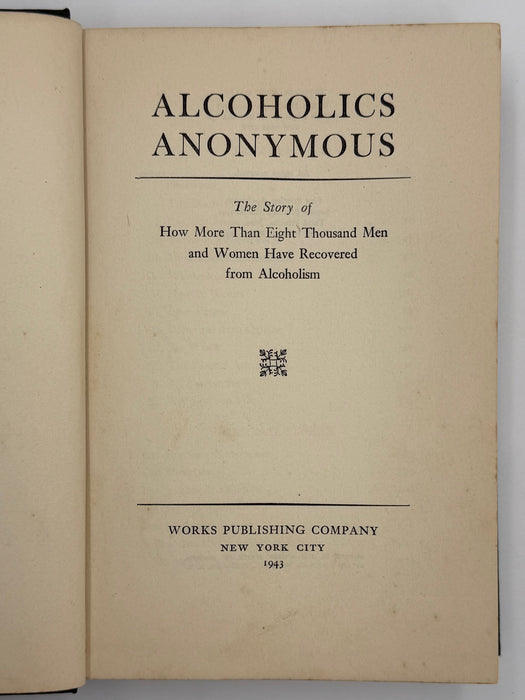 ALCOHOLICS
ANONYMOUS
The Story of
How More Than Eight Thousand Men
and Women Have Recovered
from Alcoholism
WORKS PUBLISHING COMPANY
NEW YORK CITY
1943